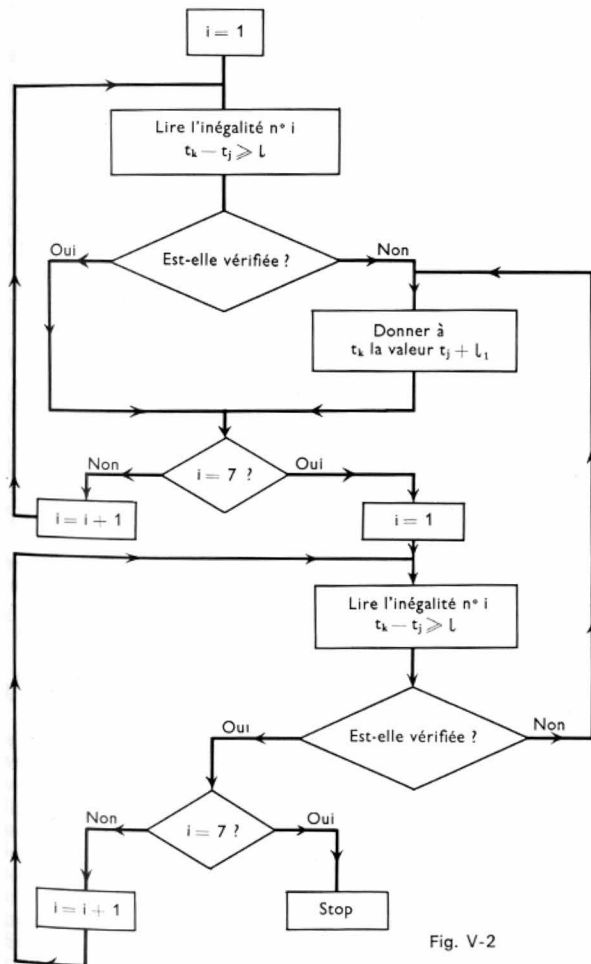 i = 1
Lire l'inégalité n° i
tₖ — tⱼ ⩾ l
Oui
Est-elle vérifiée ?
Non
Donner à
tₖ la valeur tⱼ + l₁
Non
i = 7 ?
Oui
i = i + 1
i = 1
Lire l'inégalité n° i
tₖ — tⱼ ⩾ l
Oui
Est-elle vérifiée ?
Non
Non
i = 7 ?
Oui
i = i + 1
Stop
Fig. V-2